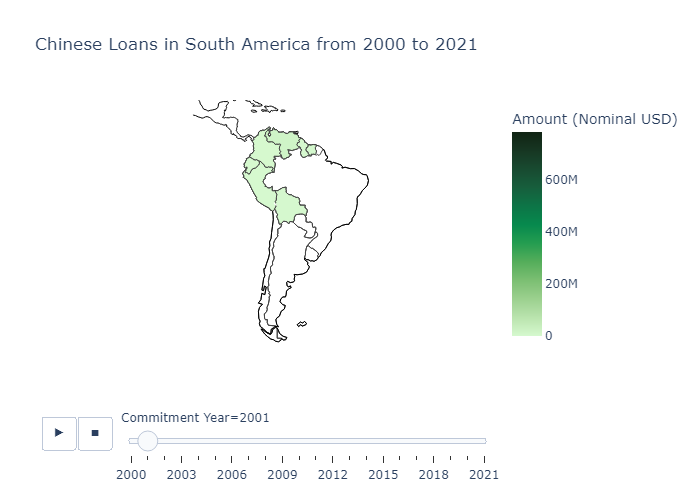 Chinese Loans in South America from 2000 to 2021
Amount (Nominal USD)
600M
400M
200M
0
Commitment Year=2001
2000 2003 2006 2009 2012 2015 2018 2021